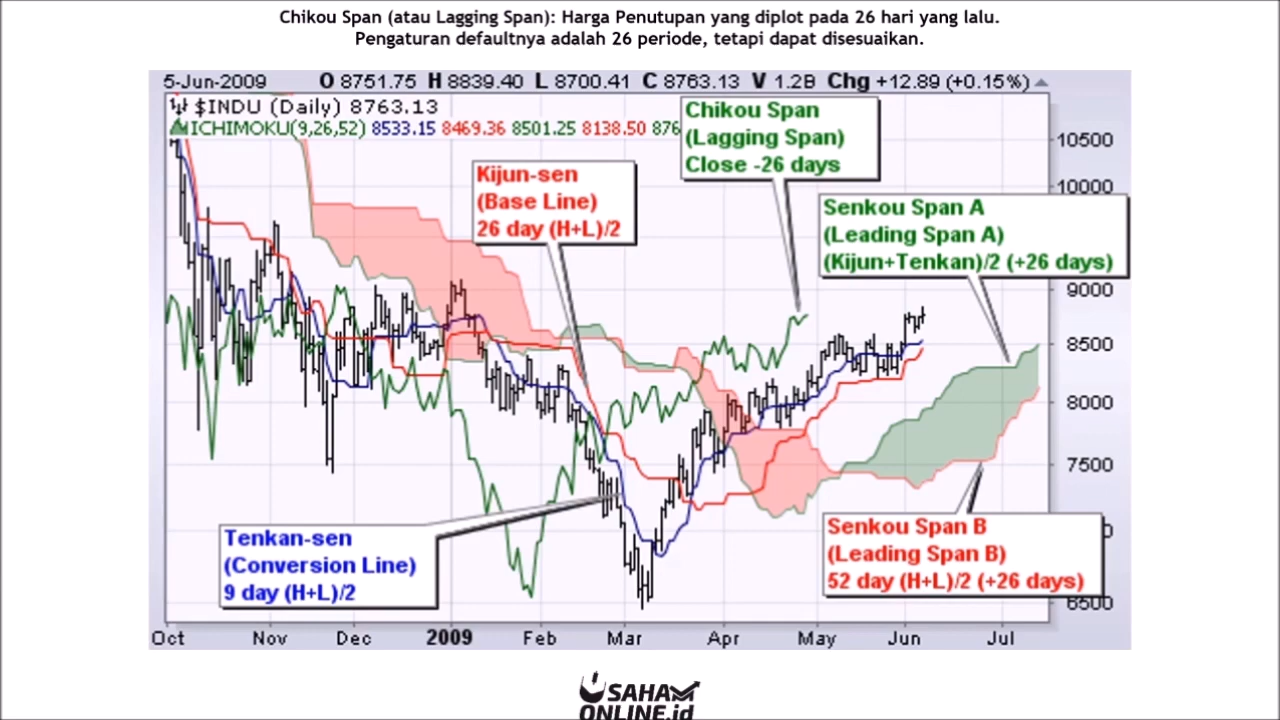 Chikou Span (atau Lagging Span): Harga Penutupan yang diplot pada 26 hari yang lalu.
Pengaturan defaultnya adalah 26 periode, tetapi dapat disesuaikan.
5-Jun-2009 O 8751.75 H 8839.40 L 8700.41 C 8763.13 V 1.2B Chg +12.89 (+0.15%)
$INDU (Daily) 8763.13
ICHIMOKU(9,26,52) 8533.15 8469.36 8501.25 8138.50 876
Chikou Span
(Lagging Span)
Close -26 days
Kijun-sen
(Base Line)
26 day (H+L)/2
Senkou Span A
(Leading Span A)
(Kijun+Tenkan)/2 (+26 days)
Tenkan-sen
(Conversion Line)
9 day (H+L)/2
Senkou Span B
(Leading Span B)
52 day (H+L)/2 (+26 days)
10500
10000
9000
8500
8000
7500
6500
Oct Nov Dec 2009 Feb Mar Apr May Jun Jul
SAHAM
ONLINE.id